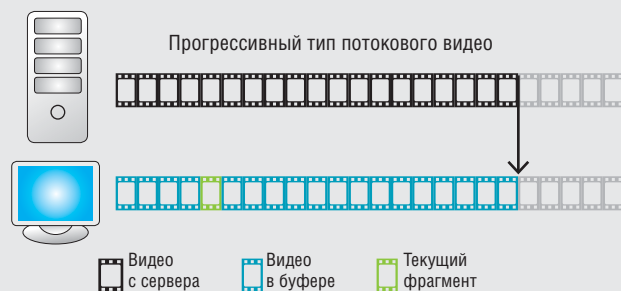 Прогрессивный тип потокового видео
Видео
с сервера
Видео
в буфере
Текущий
фрагмент